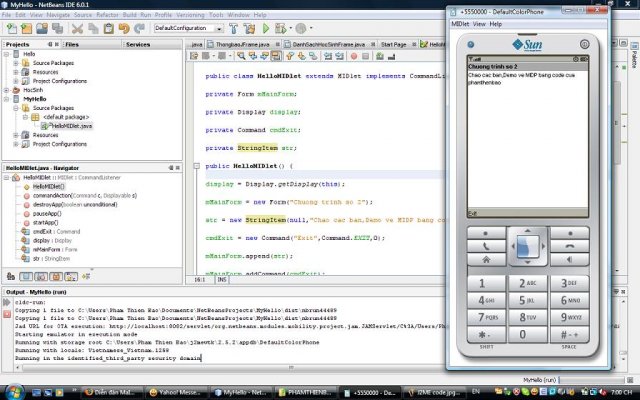 MyHello - NetBeans IDE 6.0.1
File Edit View Navigate Source Refactor Build Run Profile Versioning Tools Window Help
DefaultConfiguration
Projects
Files
Services
Hello
Source Packages
Resources
Project Configurations
HocSinh
MyHello
Source Packages
<default package>
HelloMIDlet.java
Resources
Project Configurations
HelloMIDlet.java - Navigator
HelloMIDlet :: MIDlet : CommandListener
HelloMIDlet()
commandAction(Command c, Displayable s)
destroyApp(boolean unconditional)
pauseApp()
startApp()
cmdExit : Command
display : Display
mMainForm : Form
str : StringItem
...java
ThongbaoJFrame.java
DanhSachHocSinhFrame.java
Start Page
public class HelloMIDlet extends MIDlet implements CommandLis
private Form mMainForm;
private Display display;
private Command cmdExit;
private StringItem str;
public HelloMIDlet() {
display = Display.getDisplay(this);
mMainForm = new Form("Chuong trinh so 2");
str = new StringItem(null,"Chao cac ban,Demo ve MIDP bang co
cmdExit = new Command("Exit",Command.EXIT,0);
mMainForm.append(str);
mMainForm.addCommand(cmdExit);
16:1
INS
Output - MyHello (run)
cldc-run:
Copying 1 file to C:\Users\Pham Thien Bao\Documents\NetBeansProjects\MyHello\dist\nbrun44489
Copying 1 file to C:\Users\Pham Thien Bao\Documents\NetBeansProjects\MyHello\dist\nbrun44489
Jad URL for OTA execution: http://localhost:8082/servlet/org.netbeans.modules.mobility.project.jam.JAMServlet/C%3A/Users/Ph
Starting emulator in execution mode
Running with storage root C:\Users\Pham Thien Bao\j2mewtk\2.5.2\appdb\DefaultColorPhone
Running with locale: Vietnamese_Vietnam.1258
Running in the identified_third_party security domain
MyHello (run)
+5550000 - DefaultColorPhone
MIDlet View Help
Sun
Chuong trinh so 2
Chao cac ban,Demo ve MIDP bang code cua
phamthienbao
Exit
1
2 ABC
3 DEF
4 GHI
5 JKL
6 MNO
7 PQRS
8 TUV
9 WXYZ
*
0
#
SHIFT
SPACE
Diễn đàn Mal...
Yahoo! Messe...
MyHello - Net...
PHAMTHIENB...
+5550000 - De...
J2ME code.jpg...
EN
7:00 CH